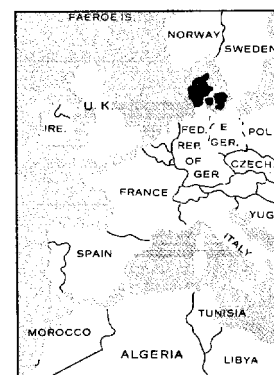 FAEROE IS.
NORWAY
SWEDEN
U. K.
IRE.
FED. REP. OF GER
E GER.
POL
CZECH.
FRANCE
YUG
ITALY
SPAIN
TUNISIA
MOROCCO
ALGERIA
LIBYA